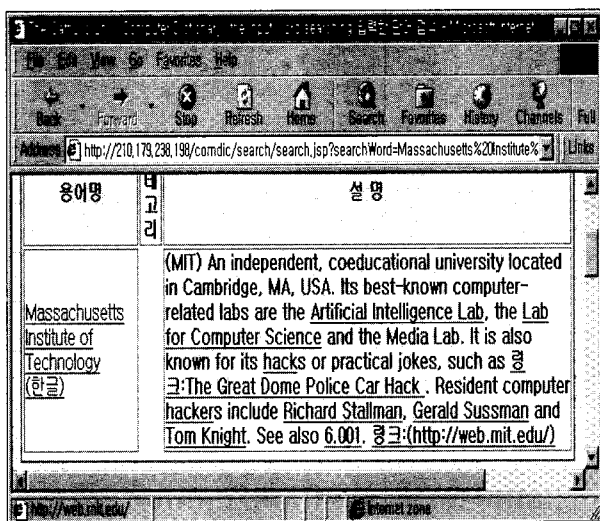 File Edit View Go Favorites Help
Back Forward Stop Refresh Home Search Favorites History Channels Full
Address http://210,179,238,198/comdic/search/search.jsp?searchWord=Massachusetts%20Institute% Links
용어명
테
고
리
설 명
Massachusetts
Institute of
Technology
(한글)
(MIT) An independent, coeducational university located
in Cambridge, MA, USA. Its best-known computer-
related labs are the Artificial Intelligence Lab, the Lab
for Computer Science and the Media Lab. It is also
known for its hacks or practical jokes, such as 링
크:The Great Dome Police Car Hack . Resident computer
hackers include Richard Stallman, Gerald Sussman and
Tom Knight. See also 6.001. 링크:(http://web.mit.edu/)
http://web.mit.edu/ Internet zone